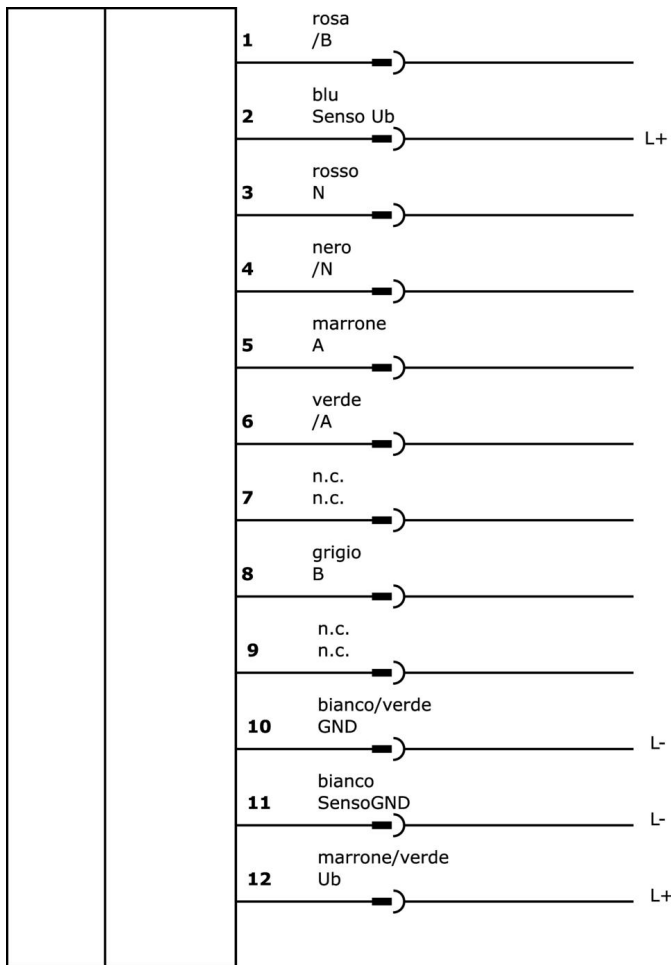 rosa
1 /B
blu
2 Senso Ub L+
rosso
3 N
nero
4 /N
marrone
5 A
verde
6 /A
n.c.
7 n.c.
grigio
8 B
n.c.
9 n.c.
bianco/verde
10 GND L-
bianco
11 SensoGND L-
marrone/verde
12 Ub L+